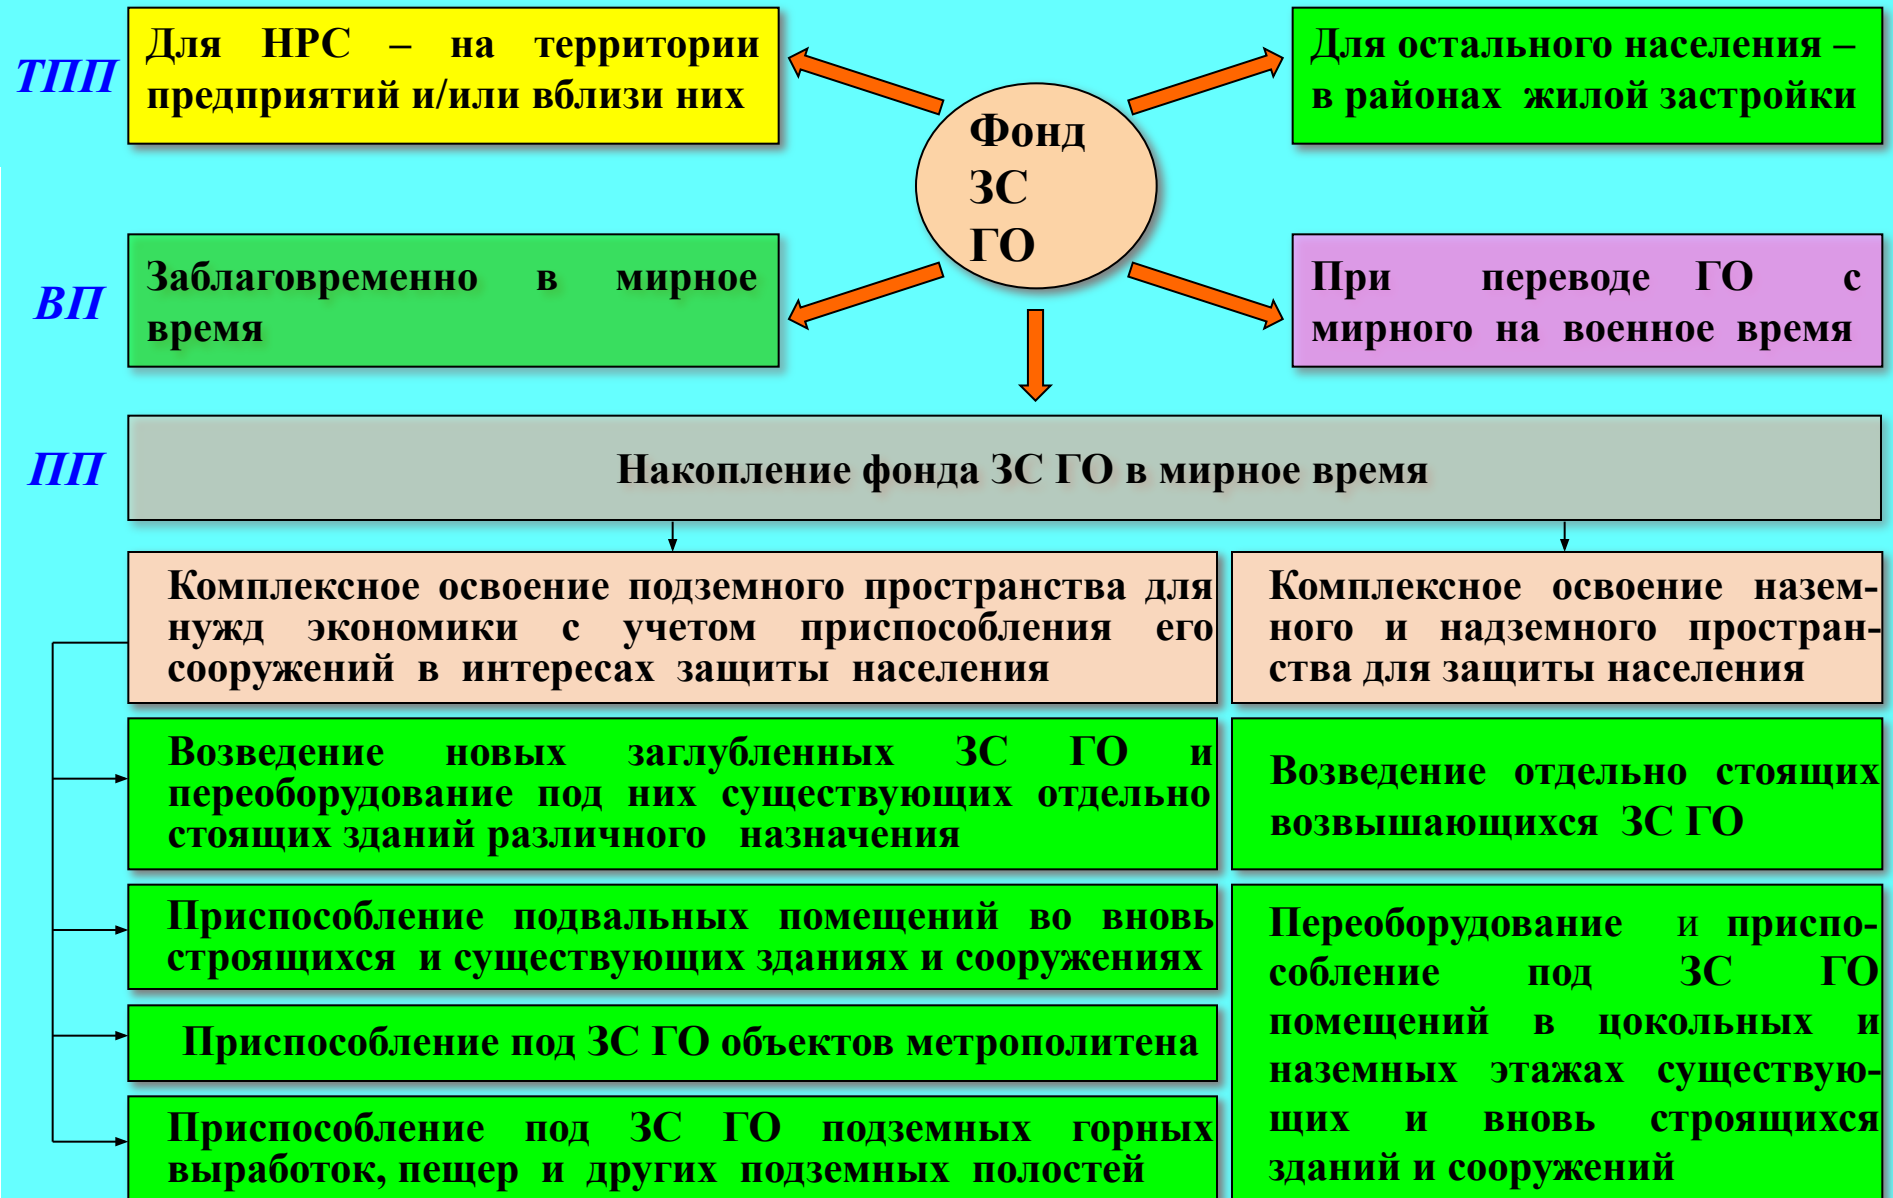 ТПП
Для НРС – на территории
предприятий и/или вблизи них
Для остального населения –
в районах жилой застройки
Фонд
ЗС
ГО
ВП
Заблаговременно в мирное
время
При переводе ГО с
мирного на военное время
ПП
Накопление фонда ЗС ГО в мирное время
Комплексное освоение подземного пространства для
нужд экономики с учетом приспособления его
сооружений в интересах защиты населения
Возведение новых заглубленных ЗС ГО и
переоборудование под них существующих отдельно
стоящих зданий различного назначения
Приспособление подвальных помещений во вновь
строящихся и существующих зданиях и сооружениях
Приспособление под ЗС ГО объектов метрополитена
Приспособление под ЗС ГО подземных горных
выработок, пещер и других подземных полостей
Комплексное освоение назем-
ного и надземного простран-
ства для защиты населения
Возведение отдельно стоящих
возвышающихся ЗС ГО
Переоборудование и приспо-
собление под ЗС ГО
помещений в цокольных и
наземных этажах существую-
щих и вновь строящихся
зданий и сооружений